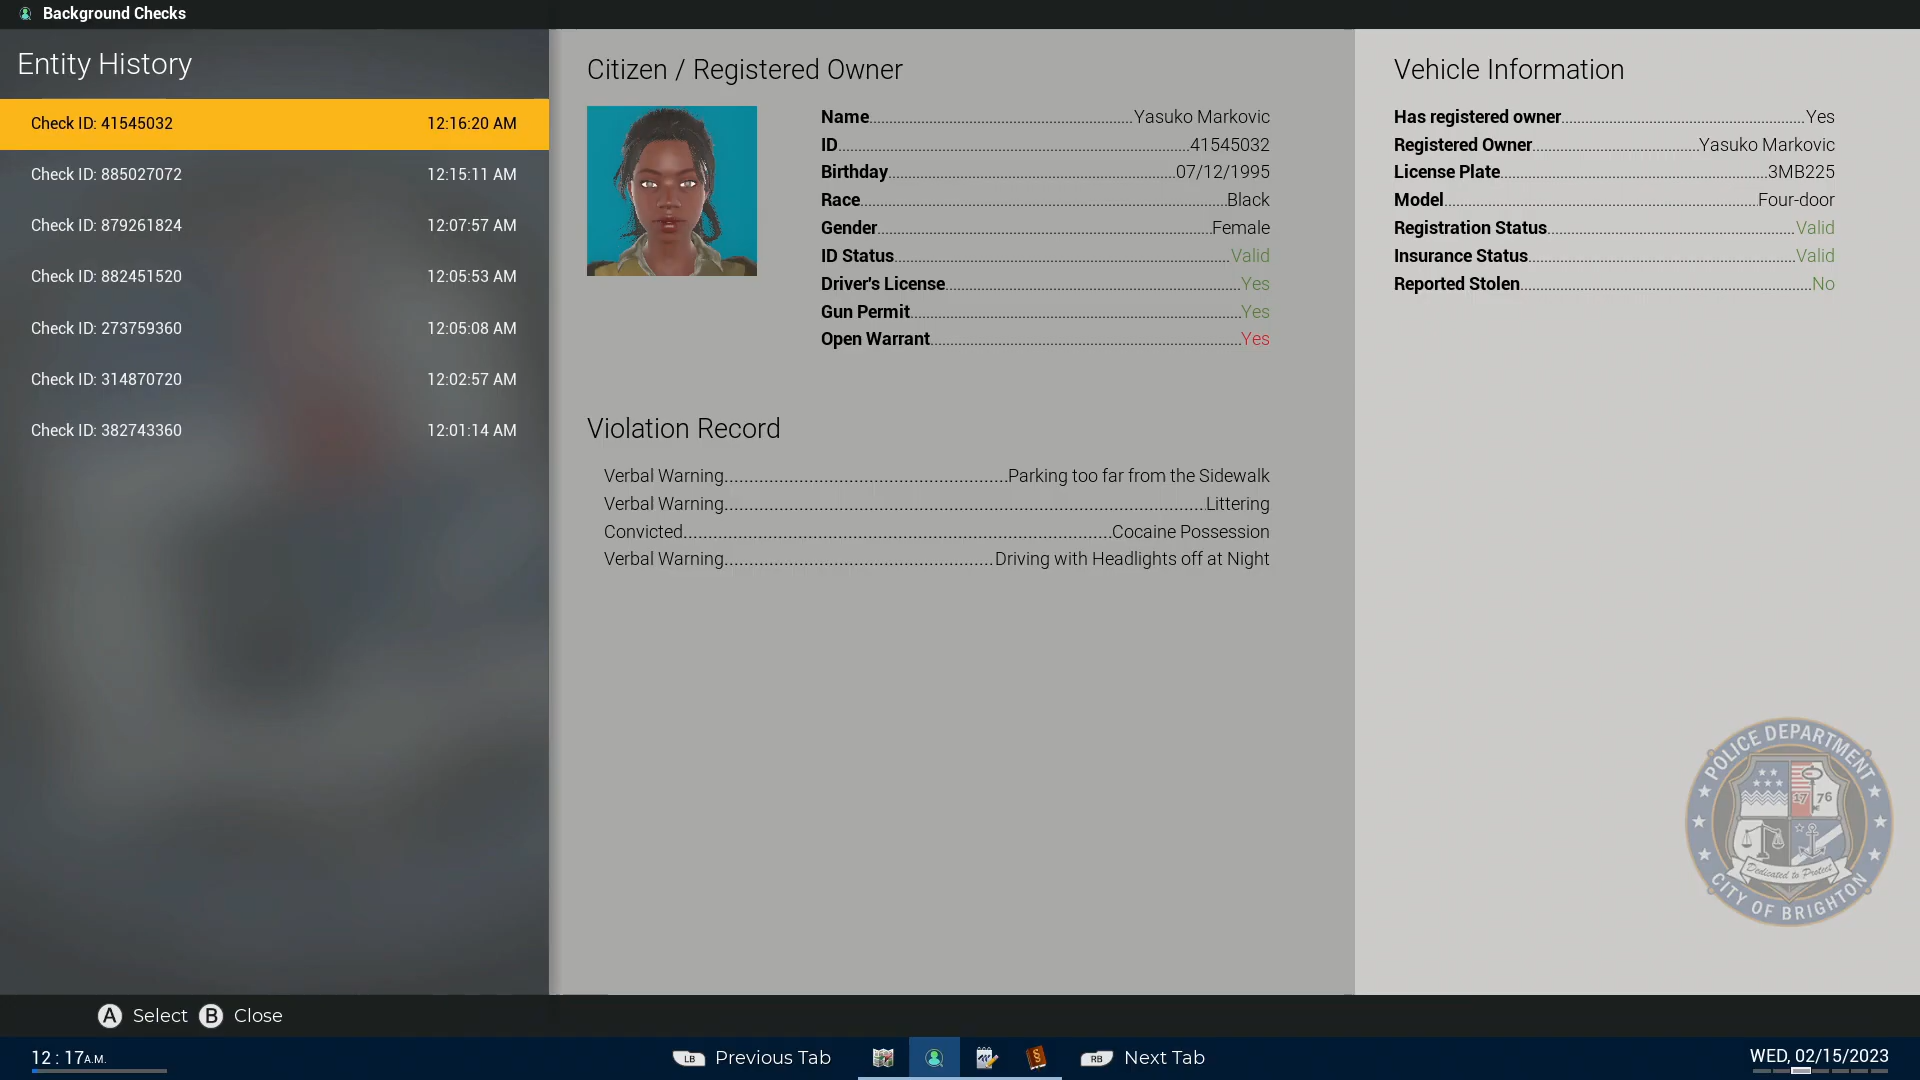 Background Checks
Entity History
Check ID: 41545032 12:16:20 AM
Check ID: 885027072 12:15:11 AM
Check ID: 879261824 12:07:57 AM
Check ID: 882451520 12:05:53 AM
Check ID: 273759360 12:05:08 AM
Check ID: 314870720 12:02:57 AM
Check ID: 382743360 12:01:14 AM
Citizen / Registered Owner
Name Yasuko Markovic
ID 41545032
Birthday 07/12/1995
Race Black
Gender Female
ID Status Valid
Driver's License Yes
Gun Permit Yes
Open Warrant Yes
Violation Record
Verbal Warning Parking too far from the Sidewalk
Verbal Warning Littering
Convicted Cocaine Possession
Verbal Warning Driving with Headlights off at Night
Vehicle Information
Has registered owner Yes
Registered Owner Yasuko Markovic
License Plate 3MB225
Model Four-door
Registration Status Valid
Insurance Status Valid
Reported Stolen No
POLICE DEPARTMENT
17 76
Dedicated to Protect
CITY OF BRIGHTON
A Select B Close
12 : 17 A.M.
LB Previous Tab
§
RB Next Tab
WED, 02/15/2023